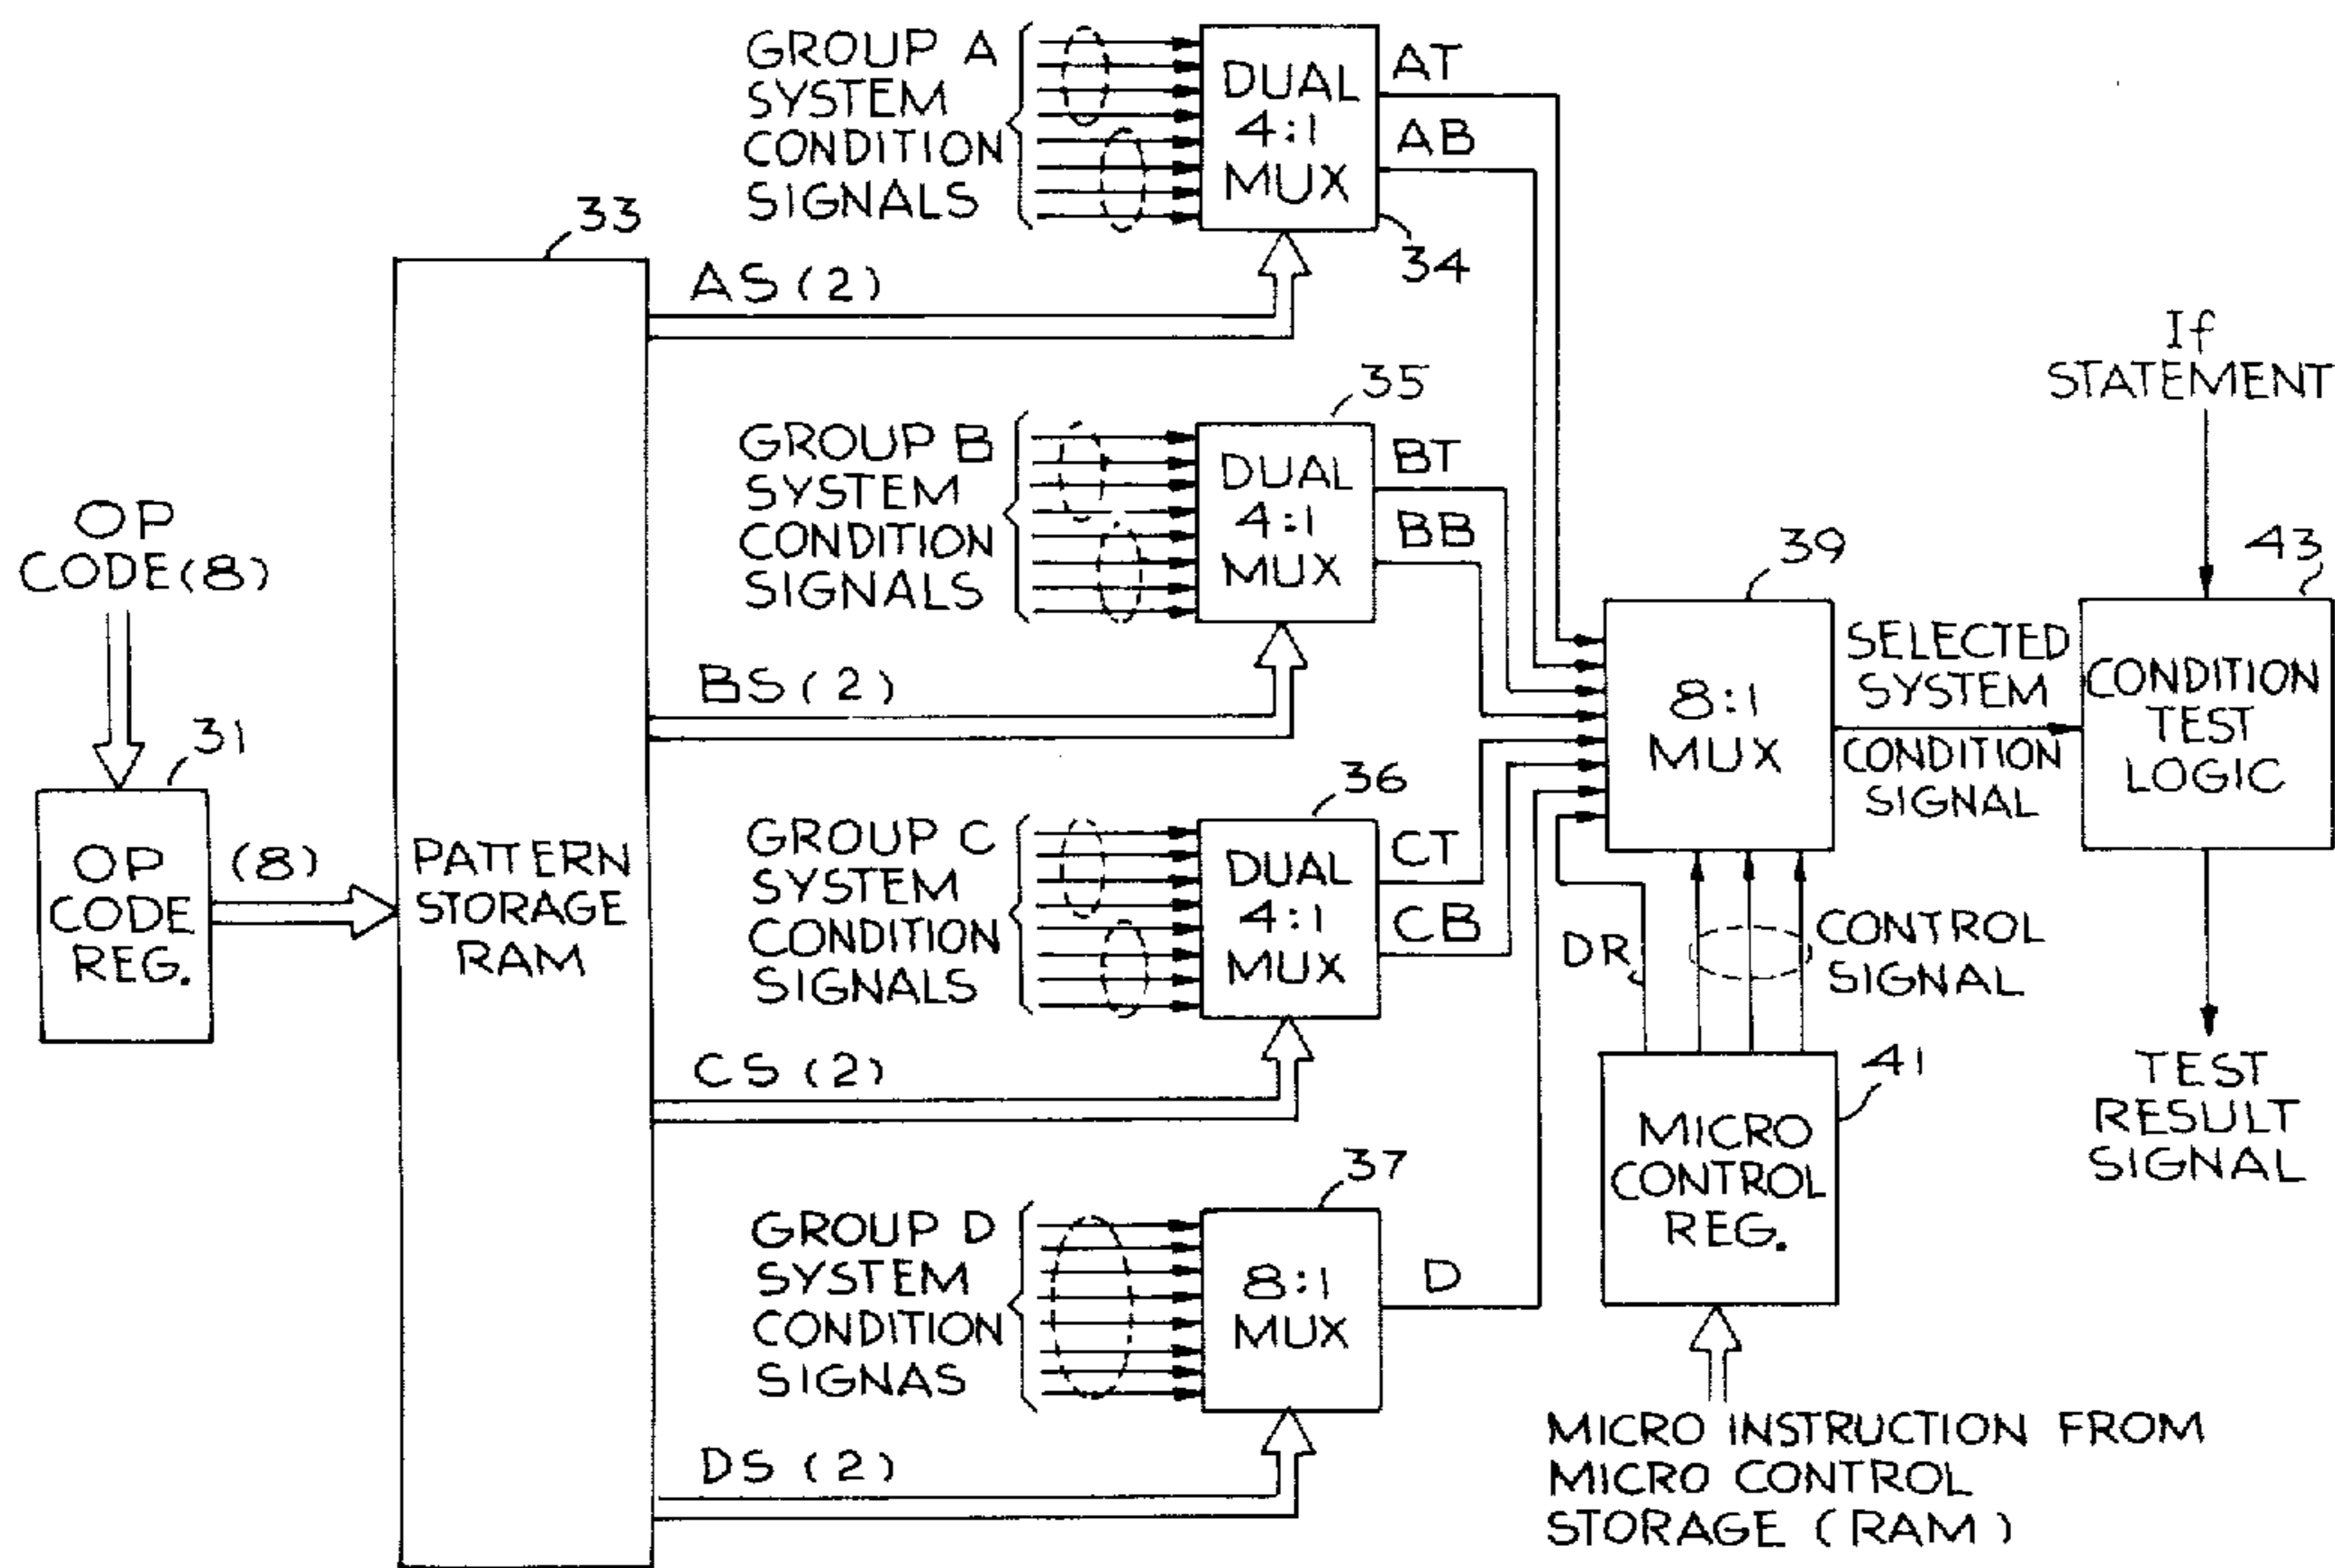 GROUP A
SYSTEM
CONDITION
SIGNALS
DUAL
4:1
MUX
AT
AB
34
33
AS (2)
GROUP B
SYSTEM
CONDITION
SIGNALS
35
DUAL
4:1
MUX
BT
BB
BS (2)
OP
CODE (8)
31
OP
CODE
REG.
(8)
PATTERN
STORAGE
RAM
GROUP C
SYSTEM
CONDITION
SIGNALS
36
DUAL
4:1
MUX
CT
CB
CS (2)
GROUP D
SYSTEM
CONDITION
SIGNAS
37
8:1
MUX
D
DS (2)
39
8:1
MUX
SELECTED
SYSTEM
CONDITION
SIGNAL
If
STATEMENT
43
CONDITION
TEST
LOGIC
DR
CONTROL
SIGNAL
41
MICRO
CONTROL
REG.
TEST
RESULT
SIGNAL
MICRO INSTRUCTION FROM
MICRO CONTROL
STORAGE (RAM)